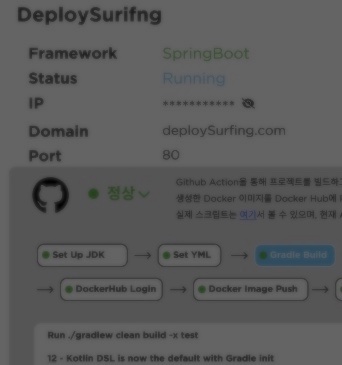 DeploySurifng
Framework SpringBoot
Status Running
IP ***********
Domain deploySurfing.com
Port 80
정상
Github Action을 통해 프로젝트를 빌드하고
생성한 Docker 이미지를 Docker Hub에
실제 스크립트는 여기서 볼 수 있으며, 현재
Set Up JDK → Set YML → Gradle Build
→ DockerHub Login → Docker Image Push →
Run ./gradlew clean build -x test
12 - Kotlin DSL is now the default with Gradle init